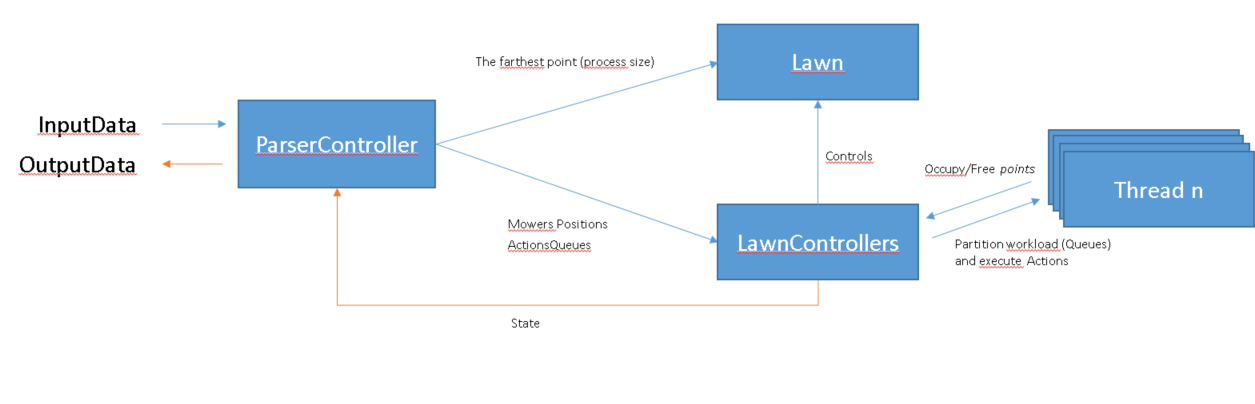 The farthest point (process size)
Lawn
InputData
OutputData
ParserController
Controls
Occupy/Free points
Thread n
Mowers Positions
ActionsQueues
LawnControllers
Partition workload (Queues)
and execute Actions
State